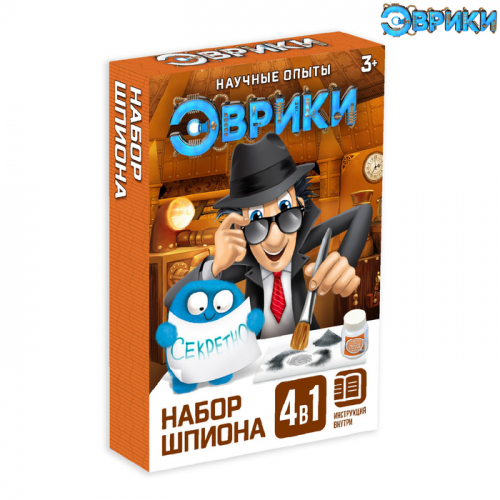 ЭВРИКИ
НАУЧНЫЕ ОПЫТЫ
3+
ЭВРИКИ
НАБОР
ШПИОНА
СЕКРЕТНО
НАБОР
ШПИОНА
4В1
ИНСТРУКЦИЯ
ВНУТРИ